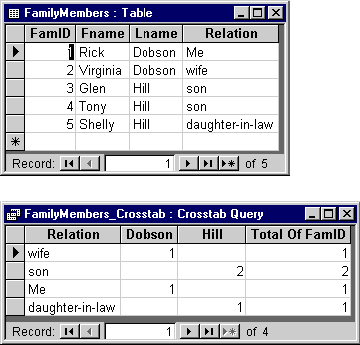 FamilyMembers : Table
FamID Fname Lname Relation
1 Rick Dobson Me
2 Virginia Dobson wife
3 Glen Hill son
4 Tony Hill son
5 Shelly Hill daughter-in-law
Record: 1 of 5
FamilyMembers_Crosstab : Crosstab Query
Relation Dobson Hill Total Of FamID
wife 1 1
son 2 2
Me 1 1
daughter-in-law 1 1
Record: 1 of 4